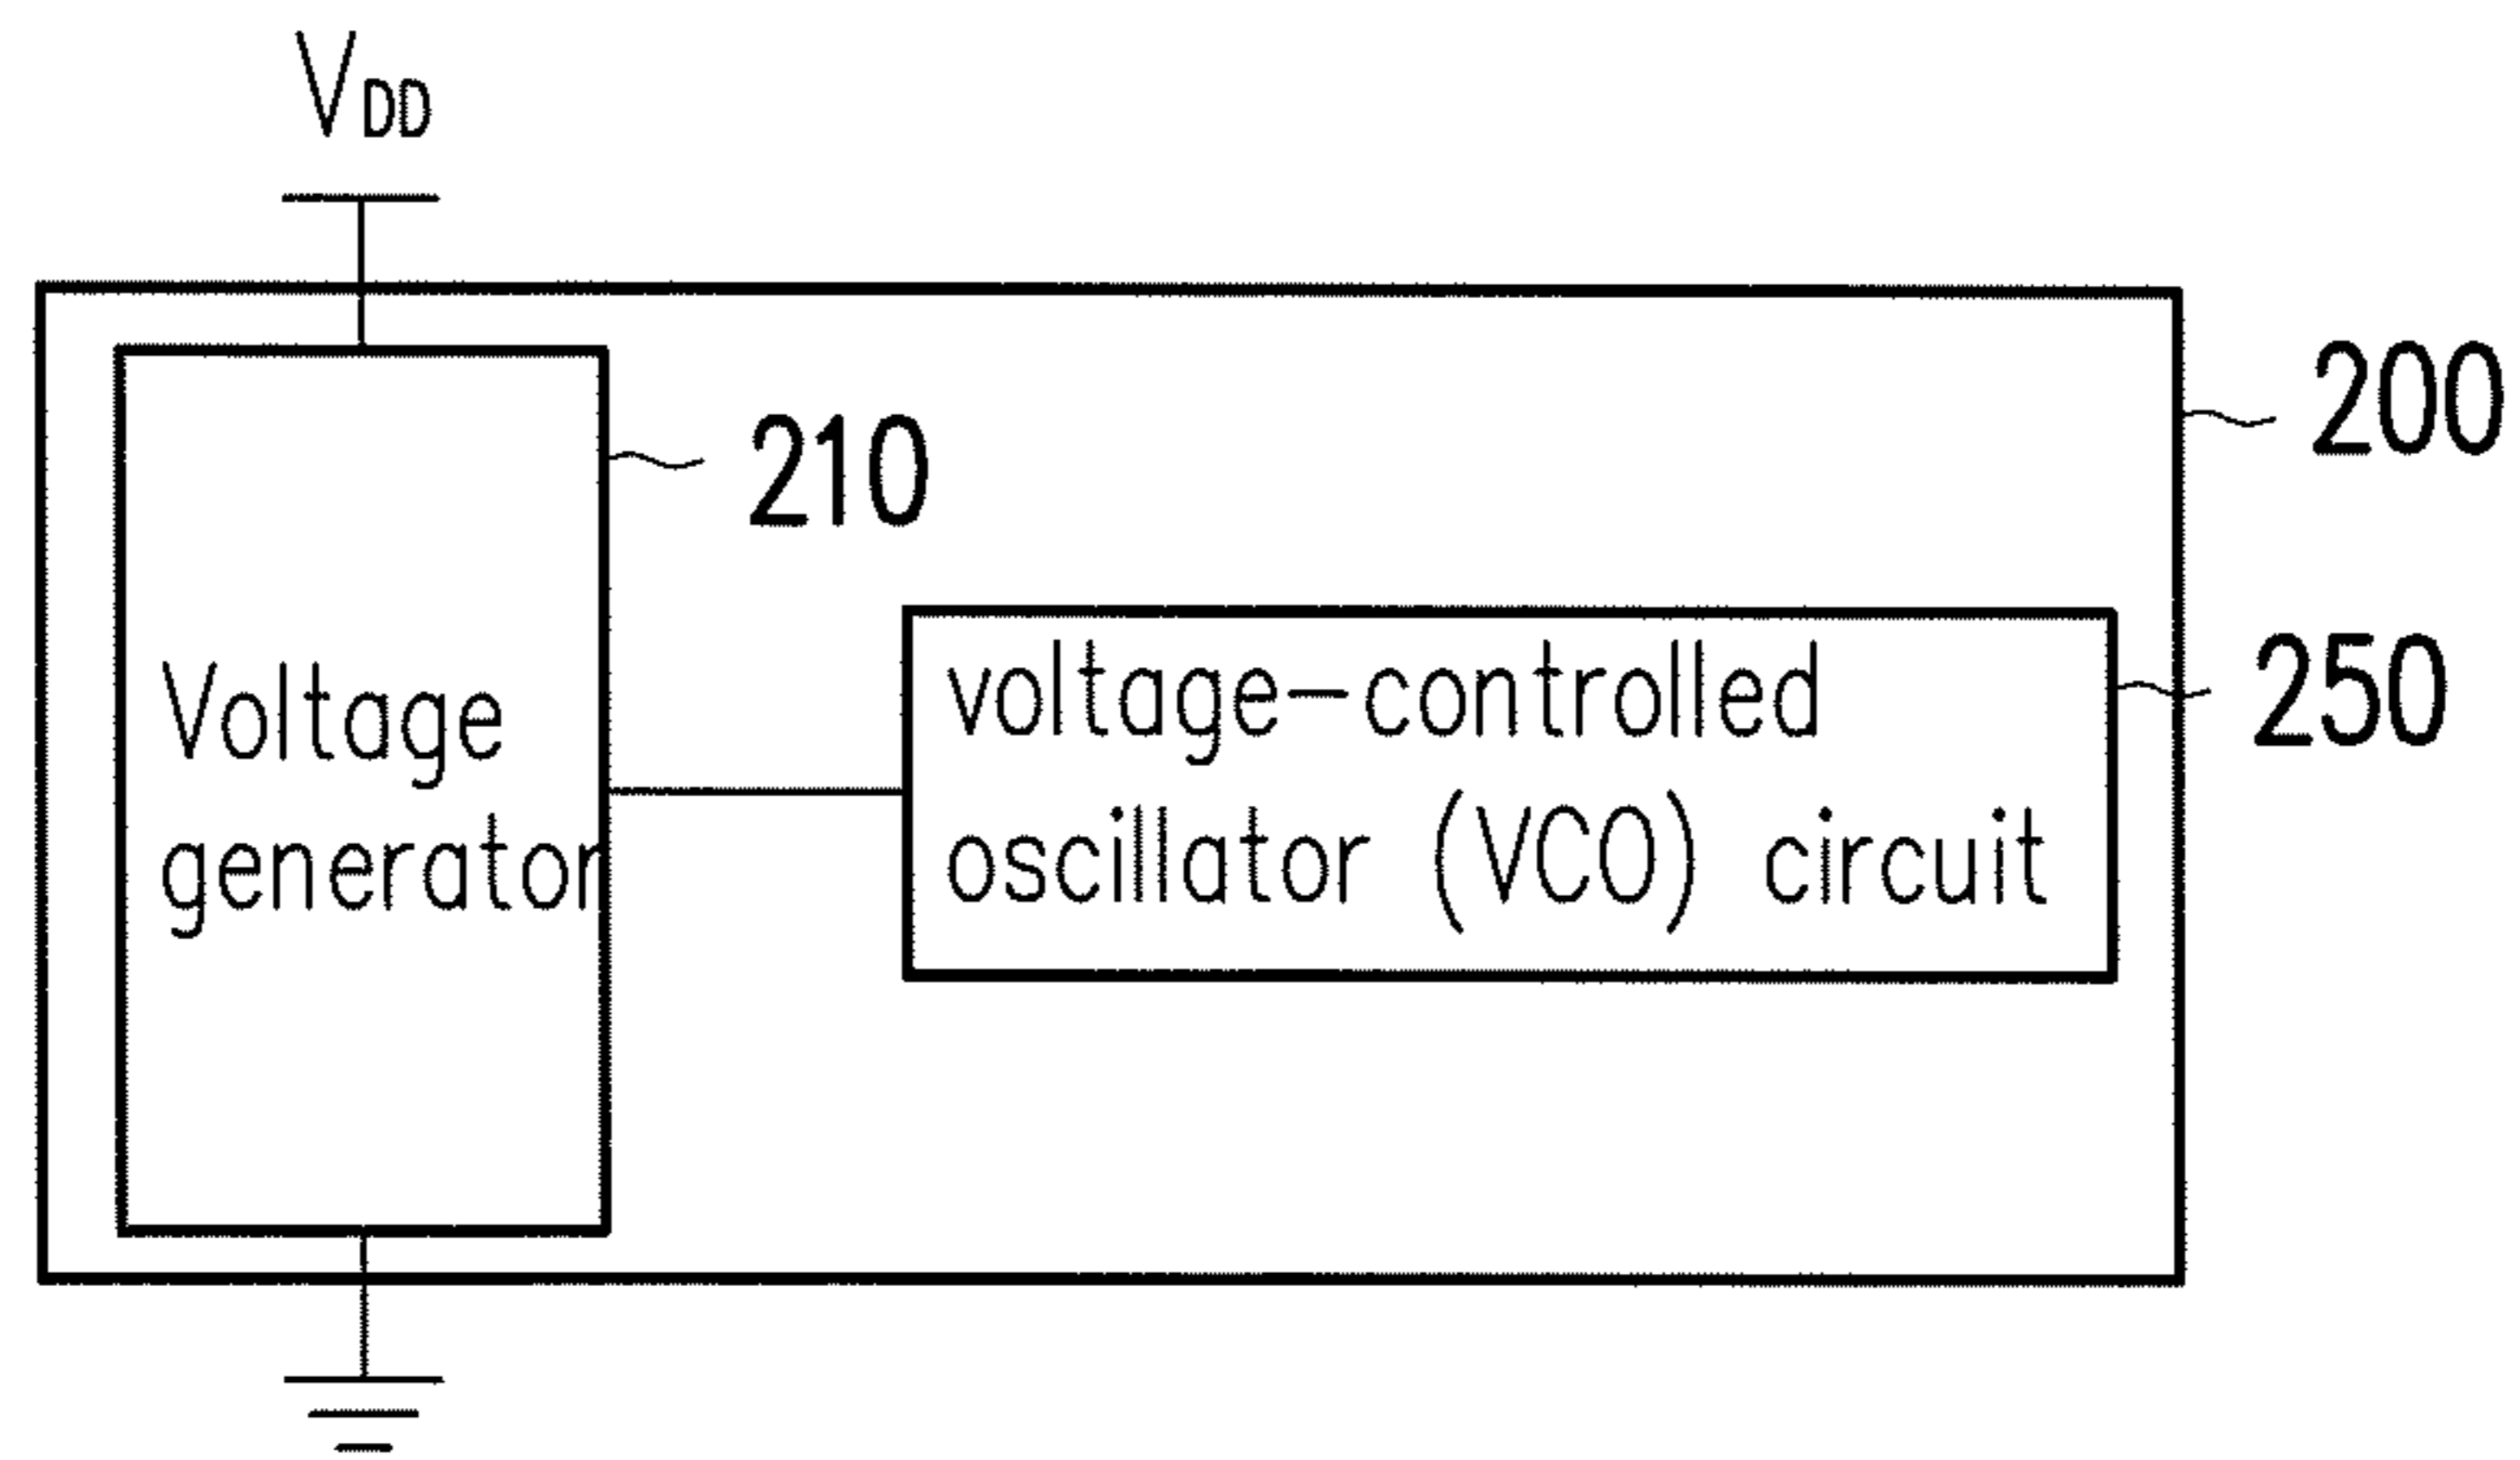 VDD
200
210
250
Voltage
generator
voltage-controlled
oscillator (VCO) circuit